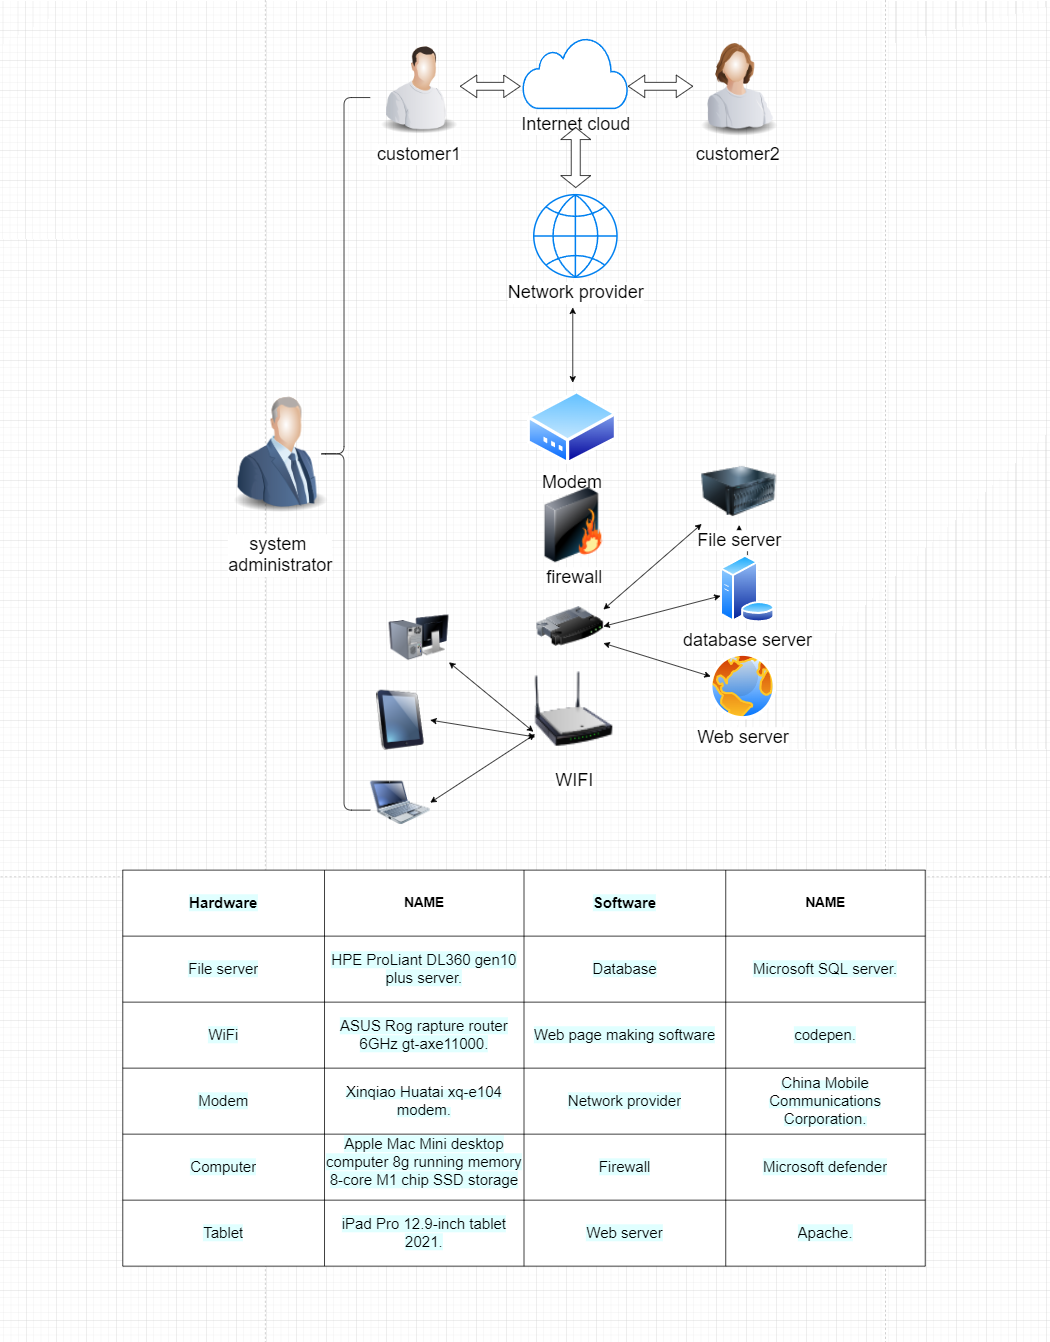 Internet cloud
customer1
customer2
Network provider
Modem
system
administrator
File server
firewall
database server
Web server
WIFI
Hardware
NAME
Software
NAME
File server
HPE ProLiant DL360 gen10
plus server.
Database
Microsoft SQL server.
WiFi
ASUS Rog rapture router
6GHz gt-axe11000.
Web page making software
codepen.
Modem
Xinqiao Huatai xq-e104
modem.
Network provider
China Mobile
Communications
Corporation.
Computer
Apple Mac Mini desktop
computer 8g running memory
8-core M1 chip SSD storage
Firewall
Microsoft defender
Tablet
iPad Pro 12.9-inch tablet
2021.
Web server
Apache.